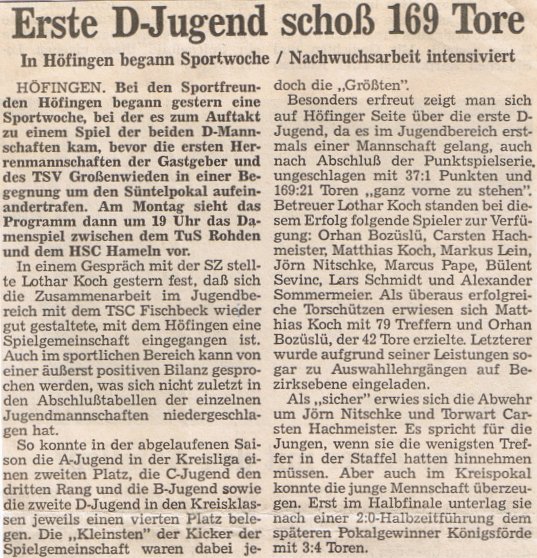 Erste D-Jugend schoß 169 Tore
In Höfingen begann Sportwoche / Nachwuchsarbeit intensiviert
HÖFINGEN. Bei den Sportfreun-
den Höfingen begann gestern eine
Sportwoche, bei der es zum Auftakt
zu einem Spiel der beiden D-Mann-
schaften kam, bevor die ersten Her-
renmannschaften der Gastgeber und
des TSV Großenwieden in einer Be-
gegnung um den Süntelpokal aufein-
andertrafen. Am Montag sieht das
Programm dann um 19 Uhr das Da-
menspiel zwischen dem TuS Rohden
und dem HSC Hameln vor.
In einem Gespräch mit der SZ stell-
te Lothar Koch gestern fest, daß sich
die Zusammenarbeit im Jugendbe-
reich mit dem TSC Fischbeck wieder
gut gestaltete, mit dem Höfingen eine
Spielgemeinschaft eingegangen ist.
Auch im sportlichen Bereich kann von
einer äußerst positiven Bilanz gespro-
chen werden, was sich nicht zuletzt in
den Abschlußtabellen der einzelnen
Jugendmannschaften niedergeschla-
gen hat.
So konnte in der abgelaufenen Sai-
son die A-Jugend in der Kreisliga ei-
nen zweiten Platz, die C-Jugend den
dritten Rang und die B-Jugend sowie
die zweite D-Jugend in den Kreisklas-
sen jeweils einen vierten Platz bele-
gen. Die „Kleinsten" der Kicker der
Spielgemeinschaft waren dabei je-
doch die „Größten".
Besonders erfreut zeigt man sich
auf Höfinger Seite über die erste D-
Jugend, da es im Jugendbereich erst-
mals einer Mannschaft gelang, auch
nach Abschluß der Punktspielserie,
ungeschlagen mit 37:1 Punkten und
169:21 Toren „ganz vorne zu stehen".
Betreuer Lothar Koch standen bei die-
sem Erfolg folgende Spieler zur Verfü-
gung: Orhan Bozüslü, Carsten Hach-
meister, Matthias Koch, Markus Lein,
Jörn Nitschke, Marcus Pape, Bülent
Sevinc, Lars Schmidt und Alexander
Sommermeier. Als überaus erfolgrei-
che Torschützen erwiesen sich Matt-
hias Koch mit 79 Treffern und Orhan
Bozüslü, der 42 Tore erzielte. Letzterer
wurde aufgrund seiner Leistungen so-
gar zu Auswahllehrgängen auf Be-
zirksebene eingeladen.
Als „sicher" erwies sich die Abwehr
um Jörn Nitschke und Torwart Car-
sten Hachmeister. Es spricht für die
Jungen, wenn sie die wenigsten Tref-
fer in der Staffel hatten hinnehmen
müssen. Aber auch im Kreispokal
konnte die junge Mennschaft überzeu-
gen. Erst im Halbfinale unterlag sie
nach einer 2:0-Halbzeitführung dem
späteren Pokalgewinner Königsförde
mit 3:4 Toren.